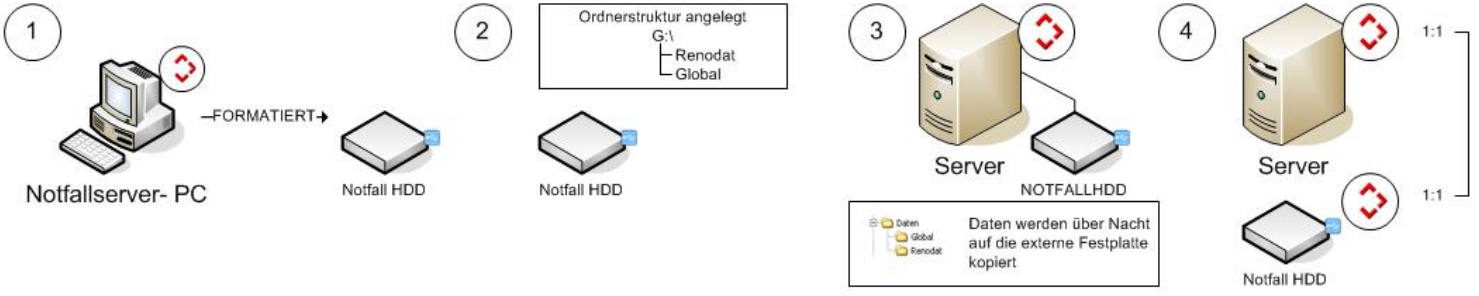 1
FORMATIERT
Notfallserver- PC
Notfall HDD
2
Ordnerstruktur angelegt
G:\
Renodat
Global
Notfall HDD
3
Server
NOTFALLHDD
Daten
Global
Renodat
Daten werden über Nacht
auf die externe Festplatte
kopiert
4
Server
Notfall HDD
1:1
1:1